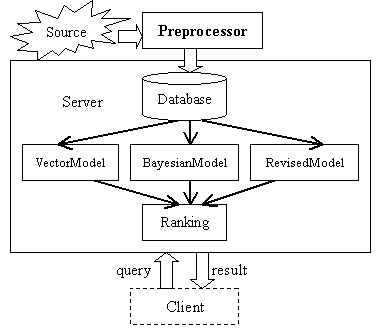 Source
Preprocessor
Server
Database
VectorModel
BayesianModel
RevisedModel
Ranking
query
result
Client